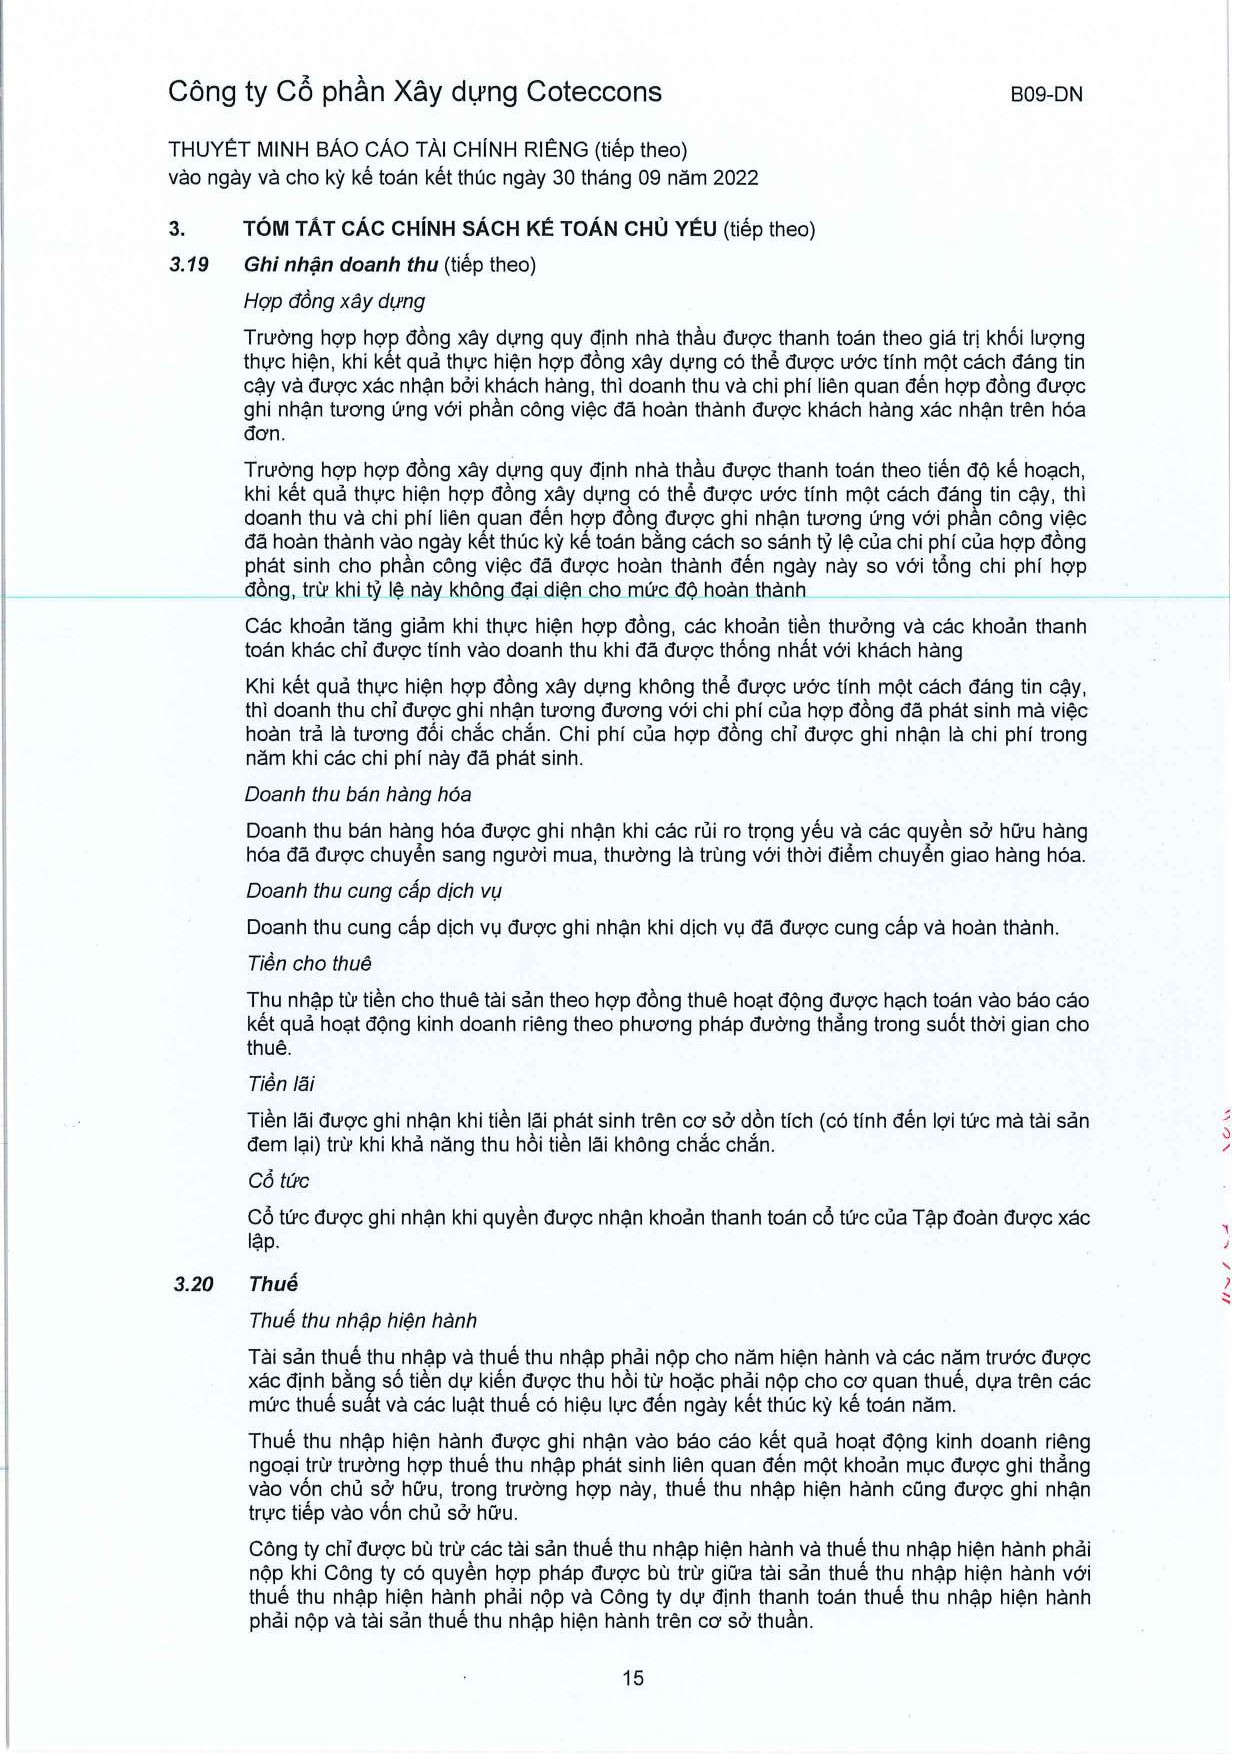 Công ty Cổ phần Xây dựng Coteccons
B09-DN
THUYẾT MINH BÁO CÁO TÀI CHÍNH RIÊNG (tiếp theo)
vào ngày và cho kỳ kế toán kết thúc ngày 30 tháng 09 năm 2022
3. TÓM TẮT CÁC CHÍNH SÁCH KẾ TOÁN CHỦ YẾU (tiếp theo)
3.19 Ghi nhận doanh thu (tiếp theo)
Hợp đồng xây dựng
Trường hợp hợp đồng xây dựng quy định nhà thầu được thanh toán theo giá trị khối lượng
thực hiện, khi kết quả thực hiện hợp đồng xây dựng có thể được ước tính một cách đáng tin
cậy và được xác nhận bởi khách hàng, thì doanh thu và chi phí liên quan đến hợp đồng được
ghi nhận tương ứng với phần công việc đã hoàn thành được khách hàng xác nhận trên hóa
đơn.
Trường hợp hợp đồng xây dựng quy định nhà thầu được thanh toán theo tiến độ kế hoạch,
khi kết quả thực hiện hợp đồng xây dựng có thể được ước tính một cách đáng tin cậy, thì
doanh thu và chi phí liên quan đến hợp đồng được ghi nhận tương ứng với phần công việc
đã hoàn thành vào ngày kết thúc kỳ kế toán bằng cách so sánh tỷ lệ của chi phí của hợp đồng
phát sinh cho phần công việc đã được hoàn thành đến ngày này so với tổng chi phí hợp
đồng, trừ khi tỷ lệ này không đại diện cho mức độ hoàn thành
Các khoản tăng giảm khi thực hiện hợp đồng, các khoản tiền thưởng và các khoản thanh
toán khác chỉ được tính vào doanh thu khi đã được thống nhất với khách hàng
Khi kết quả thực hiện hợp đồng xây dựng không thể được ước tính một cách đáng tin cậy,
thì doanh thu chỉ được ghi nhận tương đương với chi phí của hợp đồng đã phát sinh mà việc
hoàn trả là tương đối chắc chắn. Chi phí của hợp đồng chỉ được ghi nhận là chi phí trong
năm khi các chi phí này đã phát sinh.
Doanh thu bán hàng hóa
Doanh thu bán hàng hóa được ghi nhận khi các rủi ro trọng yếu và các quyền sở hữu hàng
hóa đã được chuyển sang người mua, thường là trùng với thời điểm chuyển giao hàng hóa.
Doanh thu cung cấp dịch vụ
Doanh thu cung cấp dịch vụ được ghi nhận khi dịch vụ đã được cung cấp và hoàn thành.
Tiền cho thuê
Thu nhập từ tiền cho thuê tài sản theo hợp đồng thuê hoạt động được hạch toán vào báo cáo
kết quả hoạt động kinh doanh riêng theo phương pháp đường thẳng trong suốt thời gian cho
thuê.
Tiền lãi
Tiền lãi được ghi nhận khi tiền lãi phát sinh trên cơ sở dồn tích (có tính đến lợi tức mà tài sản
đem lại) trừ khi khả năng thu hồi tiền lãi không chắc chắn.
Cổ tức
Cổ tức được ghi nhận khi quyền được nhận khoản thanh toán cổ tức của Tập đoàn được xác
lập.
3.20 Thuế
Thuế thu nhập hiện hành
Tài sản thuế thu nhập và thuế thu nhập phải nộp cho năm hiện hành và các năm trước được
xác định bằng số tiền dự kiến được thu hồi từ hoặc phải nộp cho cơ quan thuế, dựa trên các
mức thuế suất và các luật thuế có hiệu lực đến ngày kết thúc kỳ kế toán năm.
Thuế thu nhập hiện hành được ghi nhận vào báo cáo kết quả hoạt động kinh doanh riêng
ngoại trừ trường hợp thuế thu nhập phát sinh liên quan đến một khoản mục được ghi thẳng
vào vốn chủ sở hữu, trong trường hợp này, thuế thu nhập hiện hành cũng được ghi nhận
trực tiếp vào vốn chủ sở hữu.
Công ty chỉ được bù trừ các tài sản thuế thu nhập hiện hành và thuế thu nhập hiện hành phải
nộp khi Công ty có quyền hợp pháp được bù trừ giữa tài sản thuế thu nhập hiện hành với
thuế thu nhập hiện hành phải nộp và Công ty dự định thanh toán thuế thu nhập hiện hành
phải nộp và tài sản thuế thu nhập hiện hành trên cơ sở thuần.
15